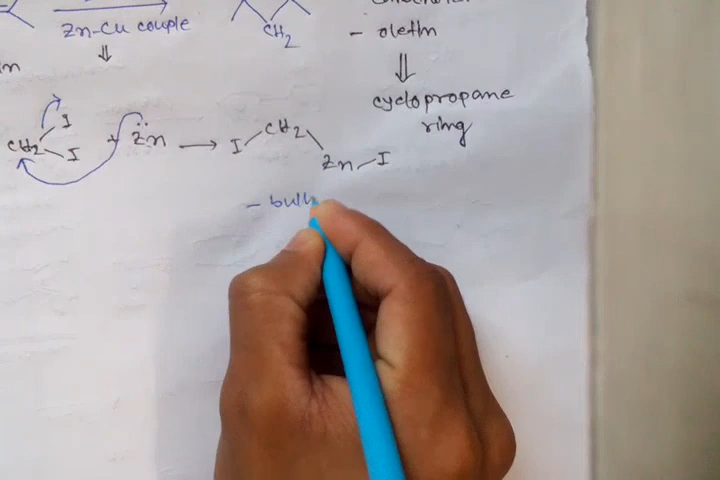 Zn-Cu couple
CH2
- olefin
cyclopropane
ring
CH2 I I + Zn → I CH2 Zn-I
- bulk